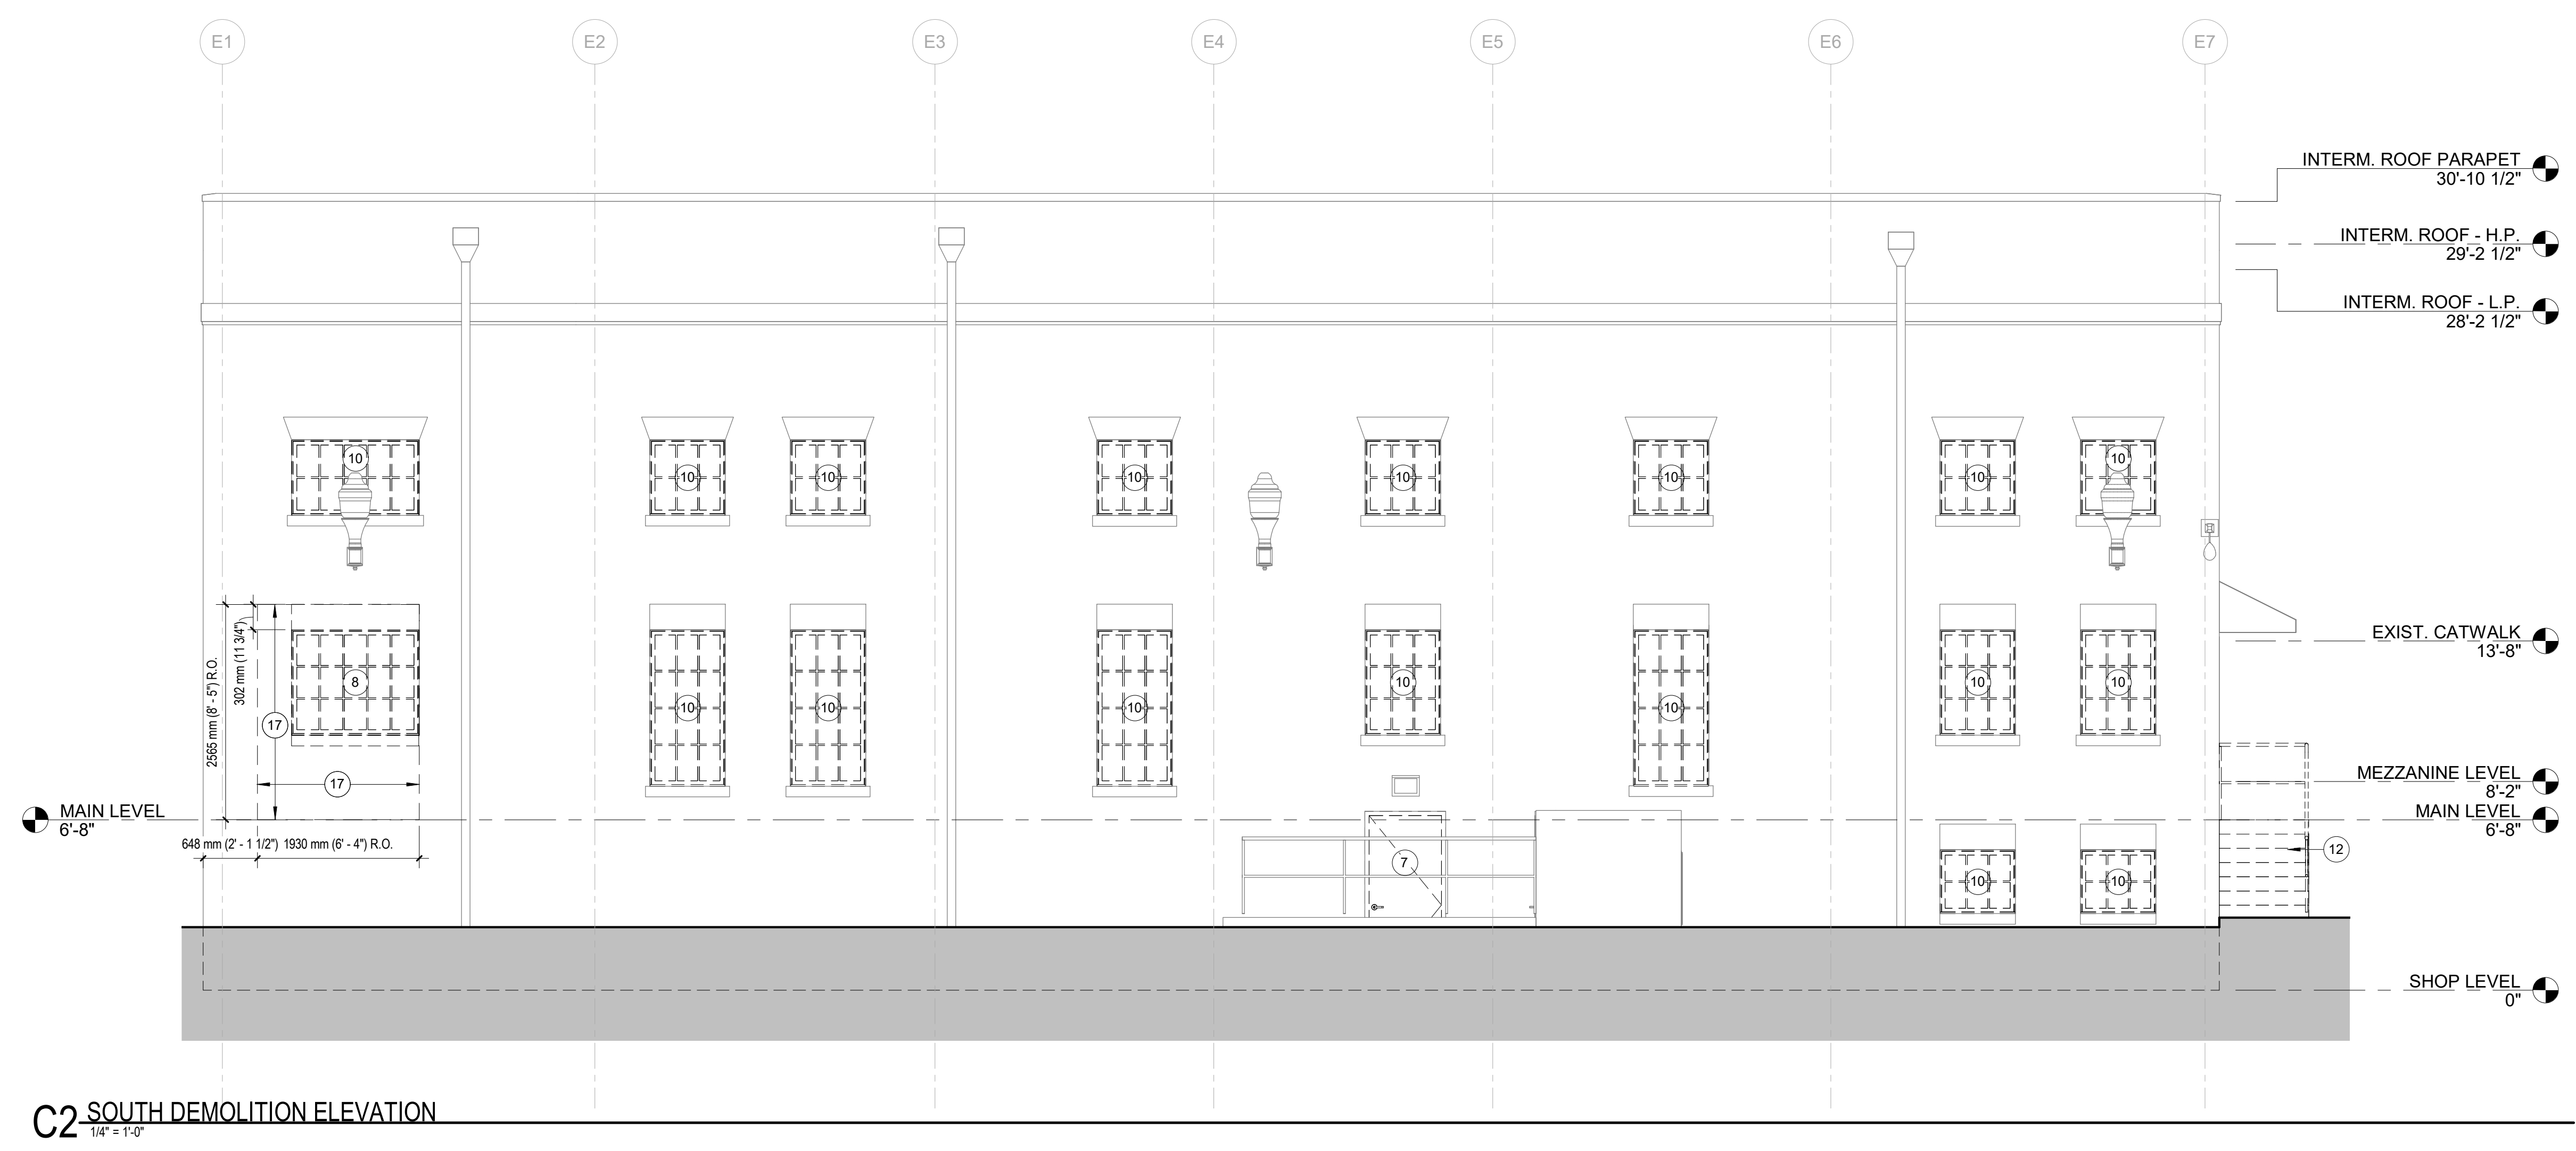 E1 E2 E3 E4 E5 E6 E7
INTERM. ROOF PARAPET
30'-10 1/2"
INTERM. ROOF - H.P.
29'-2 1/2"
INTERM. ROOF - L.P.
28'-2 1/2"
10 10 10 10 10 10 10 10
2565 mm (8' - 5") R.O.
302 mm (11 3/4")
EXIST. CATWALK
13'-8"
8 10 10 10
10 10 10 10
17
17
MEZZANINE LEVEL
8'-2"
MAIN LEVEL
6'-8"
MAIN LEVEL
6'-8"
648 mm (2' - 1 1/2") 1930 mm (6' - 4") R.O.
7
12
10 10
SHOP LEVEL
0"
C2 SOUTH DEMOLITION ELEVATION
1/4" = 1'-0"